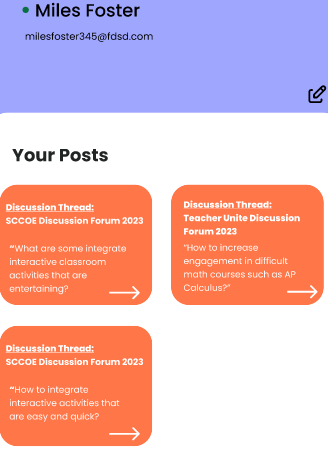 Miles Foster
milesfoster345@fdsd.com
Your Posts
Discussion Thread:
SCCOE Discussion Forum 2023
“What are some integrate
interactive classroom
activities that are
entertaining?
Discussion Thread:
Teacher Unite Discussion
Forum 2023
“How to increase
engagement in difficult
math courses such as AP
Calculus?”
Discussion Thread:
SCCOE Discussion Forum 2023
“How to integrate
interactive activities that
are easy and quick?